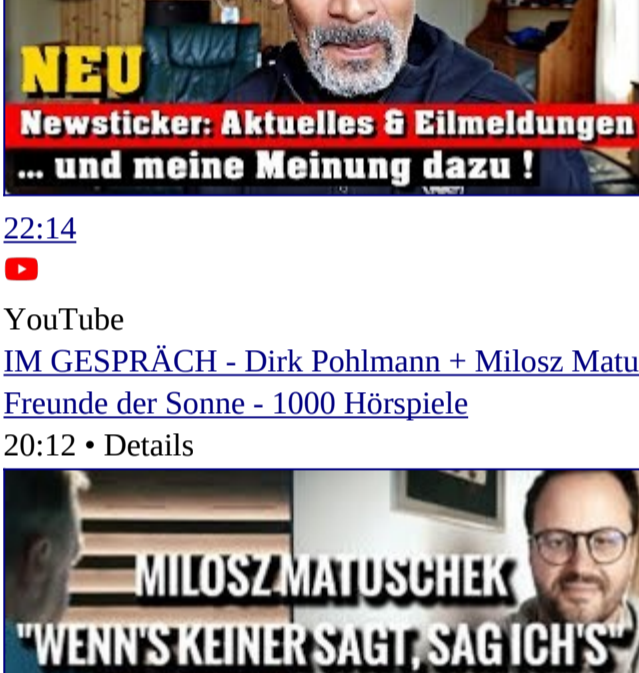 NEU
Newsticker: Aktuelles & Eilmeldungen
... und meine Meinung dazu !
22:14
YouTube
IM GESPRÄCH - Dirk Pohlmann + Milosz Matu
Freunde der Sonne - 1000 Hörspiele
20:12 • Details
MILOSZ MATUSCHEK
"WENN'S KEINER SAGT, SAG ICH'S"